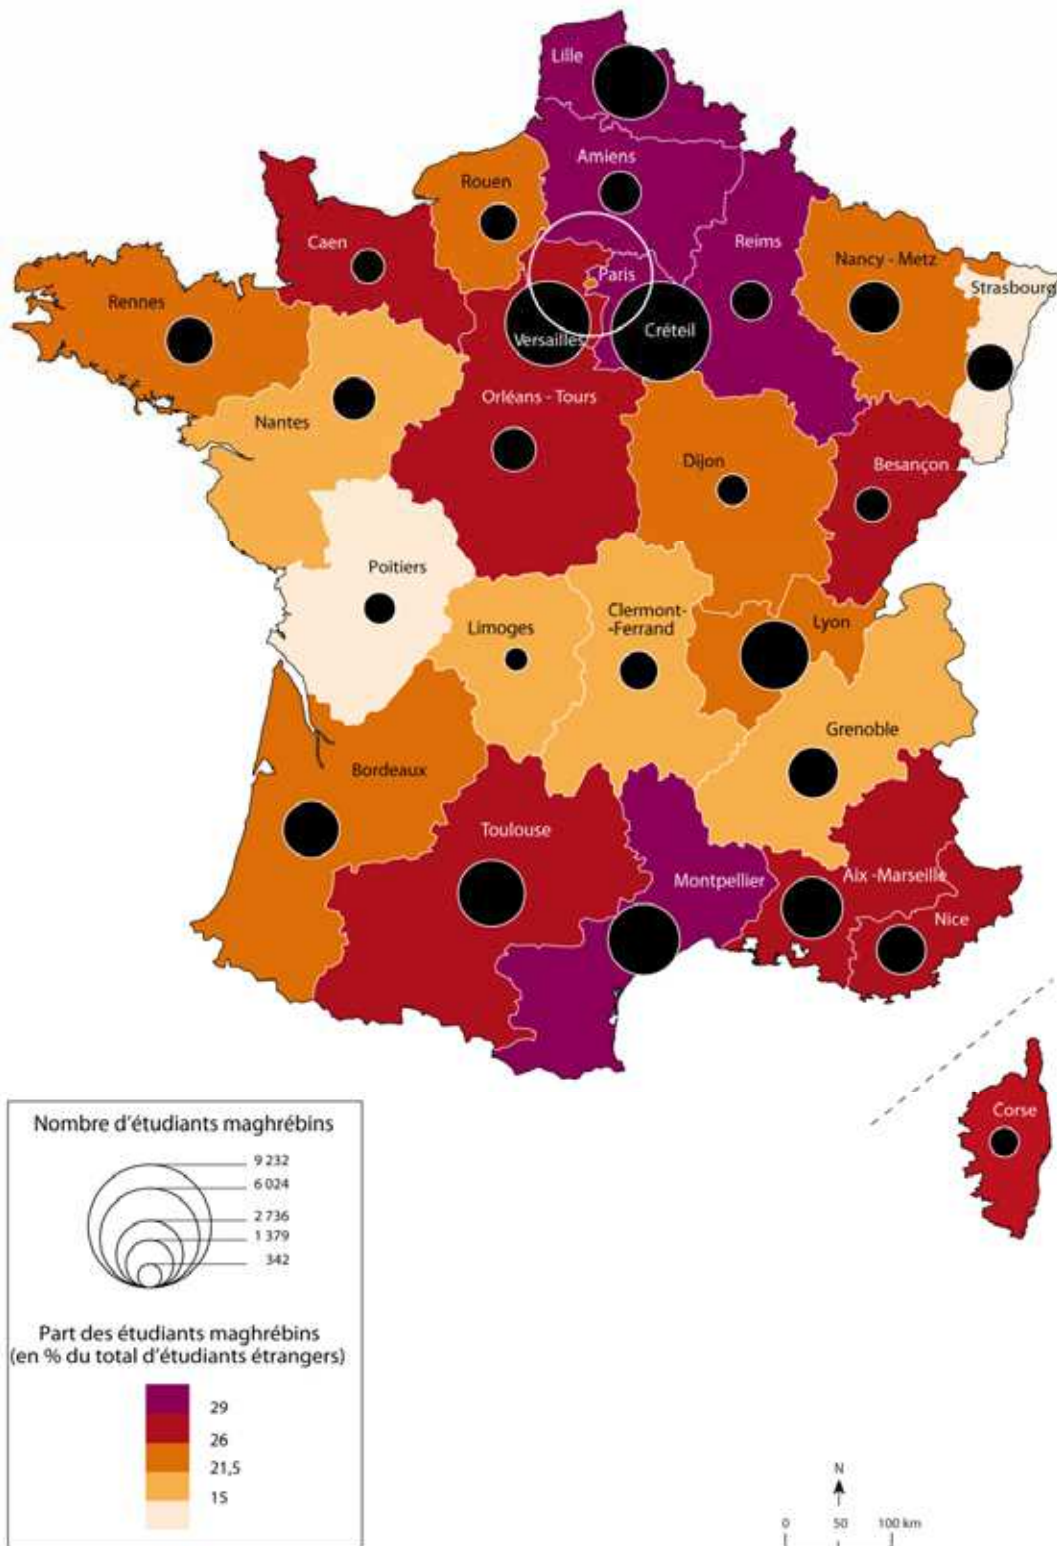 Lille
Amiens
Rouen
Reims
Caen
Paris
Nancy - Metz
Strasbourg
Rennes
Versailles
Créteil
Orléans - Tours
Nantes
Dijon
Besançon
Poitiers
Limoges
Clermont-
-Ferrand
Lyon
Grenoble
Bordeaux
Toulouse
Montpellier
Aix -Marseille
Nice
Corse
Nombre d'étudiants maghrébins
9 232
6 024
2 736
1 379
342
Part des étudiants maghrébins
(en % du total d'étudiants étrangers)
29
26
21,5
15
N
0 50 100 km